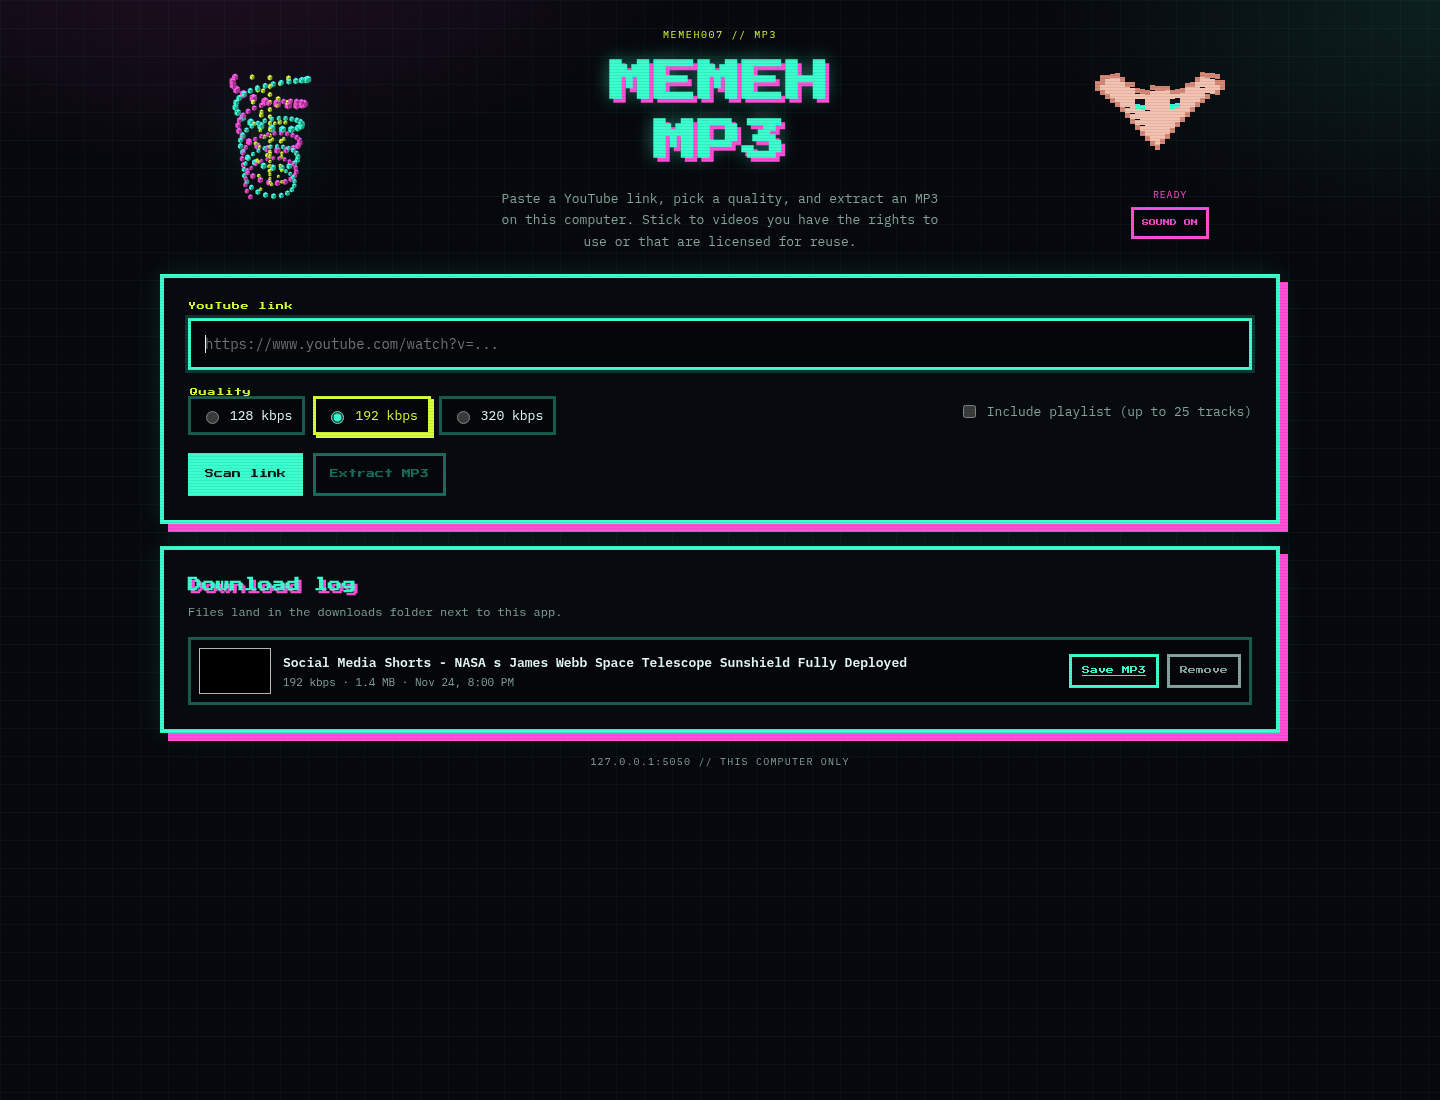 MEMEH007 // MP3
MEMEH
MP3
Paste a YouTube link, pick a quality, and extract an MP3
on this computer. Stick to videos you have the rights to
use or that are licensed for reuse.
READY
SOUND ON
YouTube link
https://www.youtube.com/watch?v=...
Quality
128 kbps
192 kbps
320 kbps
Include playlist (up to 25 tracks)
Scan link
Extract MP3
Download log
Files land in the downloads folder next to this app.
Social Media Shorts - NASA s James Webb Space Telescope Sunshield Fully Deployed
192 kbps · 1.4 MB · Nov 24, 8:00 PM
Save MP3
Remove
127.0.0.1:5050 // THIS COMPUTER ONLY